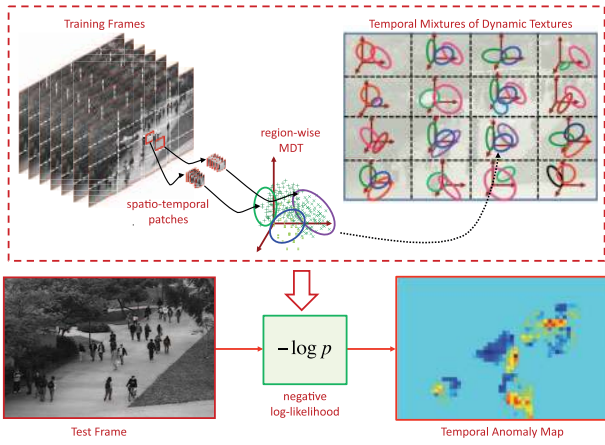 Training Frames
Temporal Mixtures of Dynamic Textures
region-wise
MDT
spatio-temporal
patches
− log p
negative
log-likelihood
Test Frame
Temporal Anomaly Map